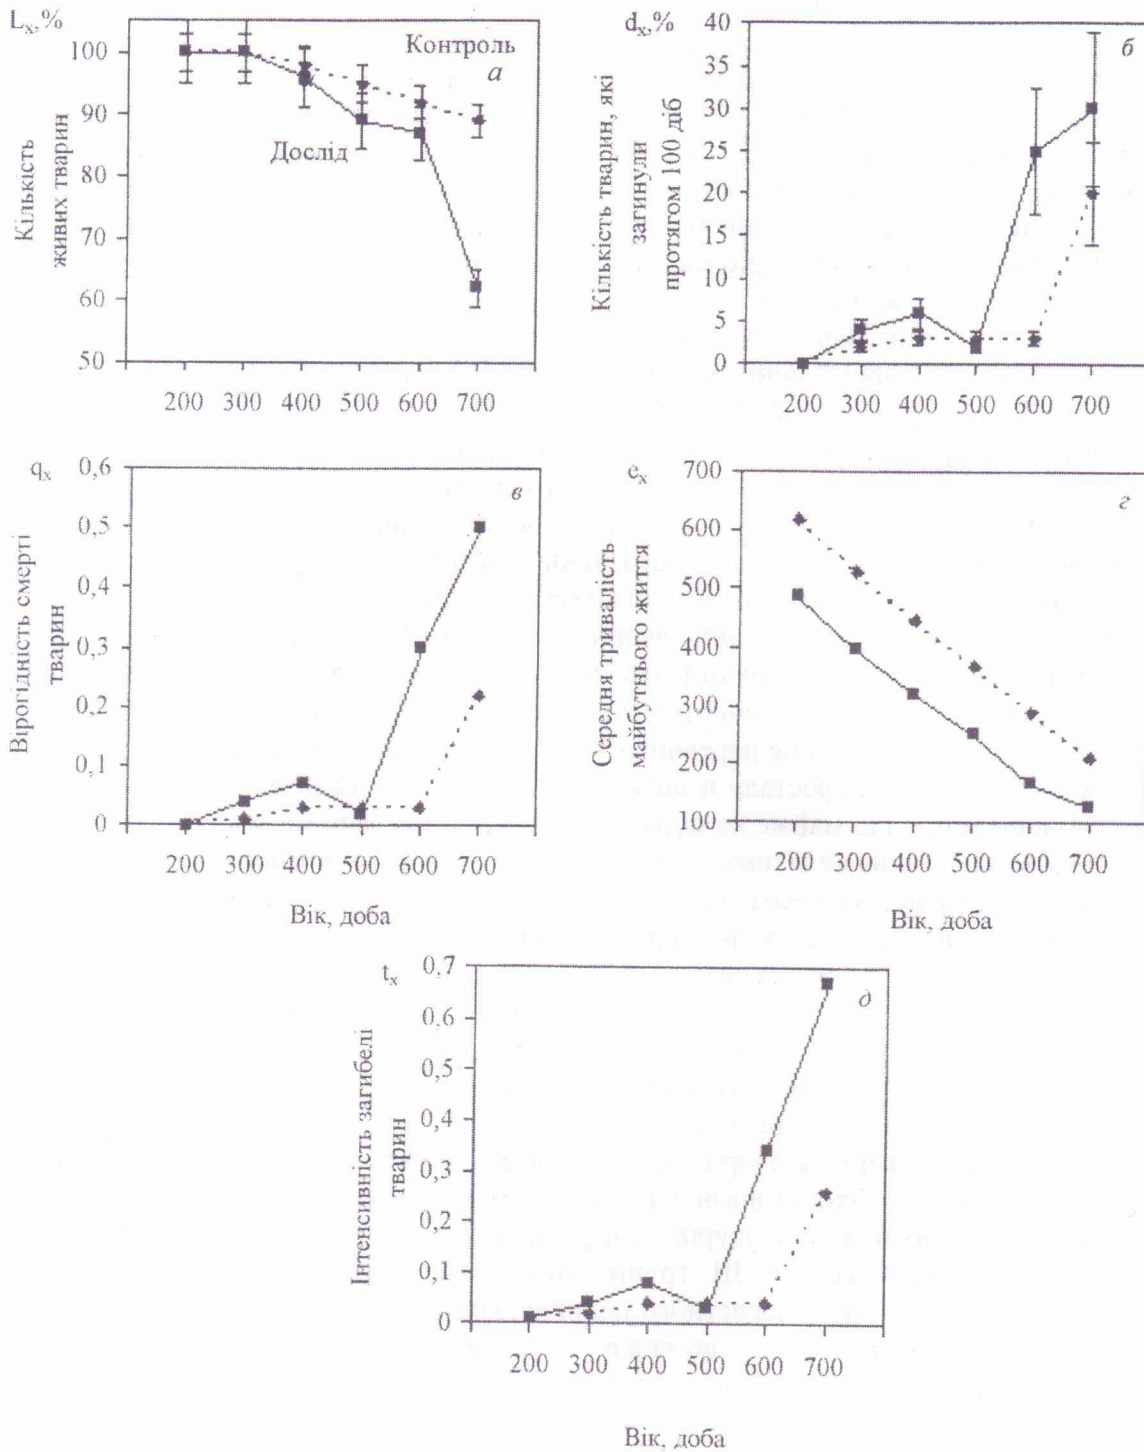 Lx,%
Кількість
живих тварин
100
90
80
70
60
50
Контроль
а
Дослід
200 300 400 500 600 700
dx,%
Кількість тварин, які
загинули
протягом 100 діб
40
35
30
25
20
15
10
5
0
б
200 300 400 500 600 700
qx
Вірогідність смерті
тварин
0,6
0,5
0,4
0,3
0,2
0,1
0
в
200 300 400 500 600 700
Вік, доба
ex
Середня тривалість
майбутнього життя
700
600
500
400
300
200
100
г
200 300 400 500 600 700
Вік, доба
tx
Інтенсивність загибелі
тварин
0,7
0,6
0,5
0,4
0,3
0,2
0,1
0
д
200 300 400 500 600 700
Вік, доба